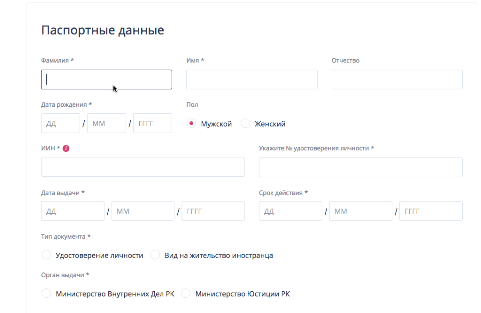 Паспортные данные
Фамилия * Имя * Отчество
Дата рождения * Пол
ДД / ММ / ГГГГ Мужской Женский
ИИН * i Укажите № удостоверения личности *
Дата выдачи * Срок действия *
ДД / ММ / ГГГГ ДД / ММ / ГГГГ
Тип документа *
Удостоверение личности Вид на жительство иностранца
Орган выдачи *
Министерство Внутренних Дел РК Министерство Юстиции РК